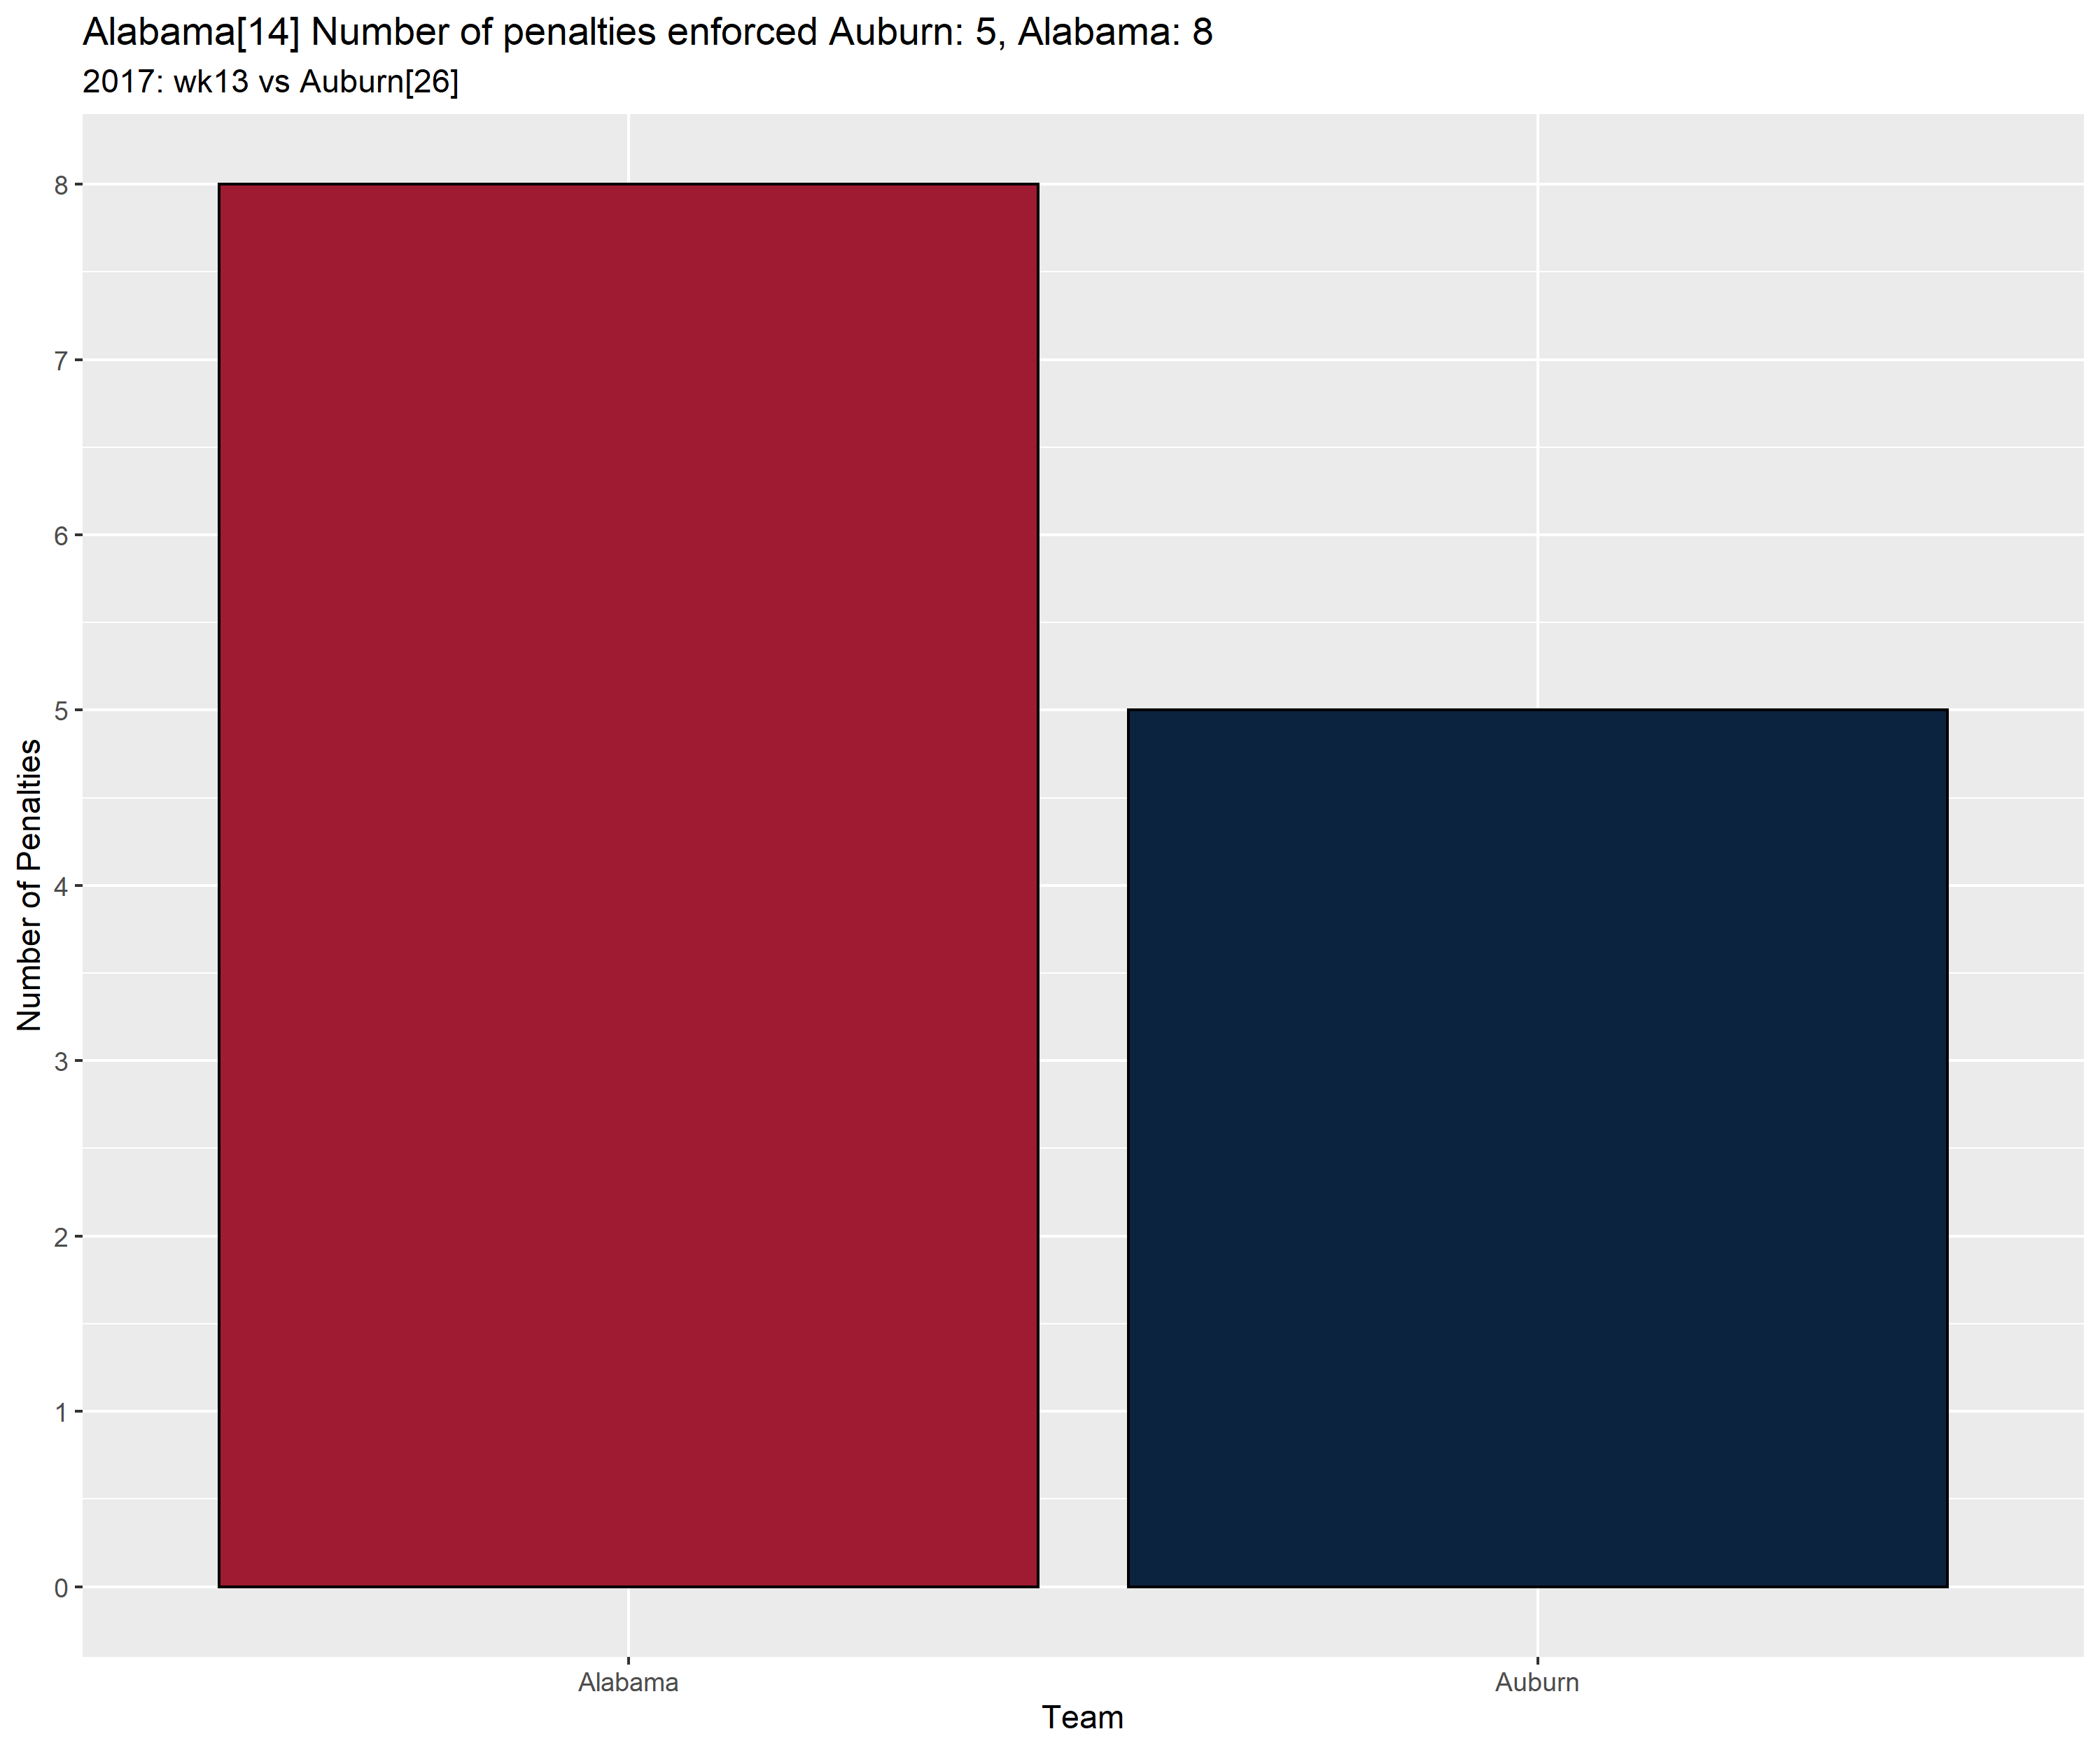 Alabama[14] Number of penalties enforced Auburn: 5, Alabama: 8
2017: wk13 vs Auburn[26]
Number of Penalties
8
7
6
5
4
3
2
1
0
Alabama
Auburn
Team